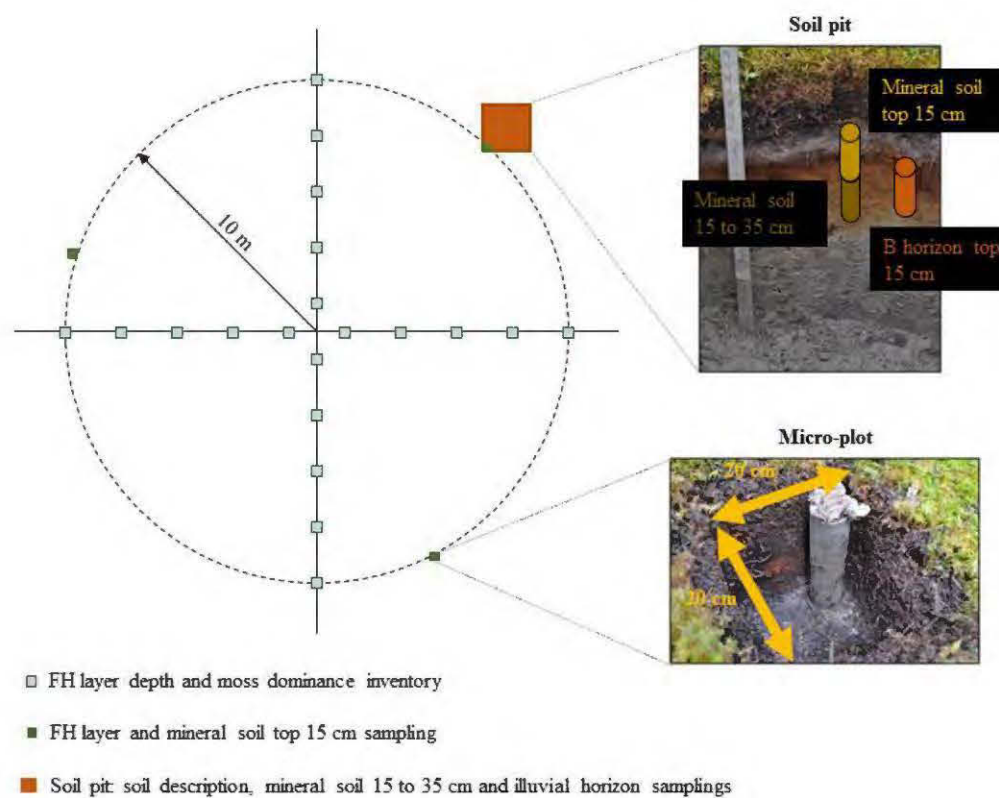 Soil pit
Mineral soil
top 15 cm
Mineral soil
15 to 35 cm
B horizon top
15 cm
10 m
Micro-plot
20 cm
20 cm
FH layer depth and moss dominance inventory
FH layer and mineral soil top 15 cm sampling
Soil pit: soil description, mineral soil 15 to 35 cm and illuvial horizon samplings